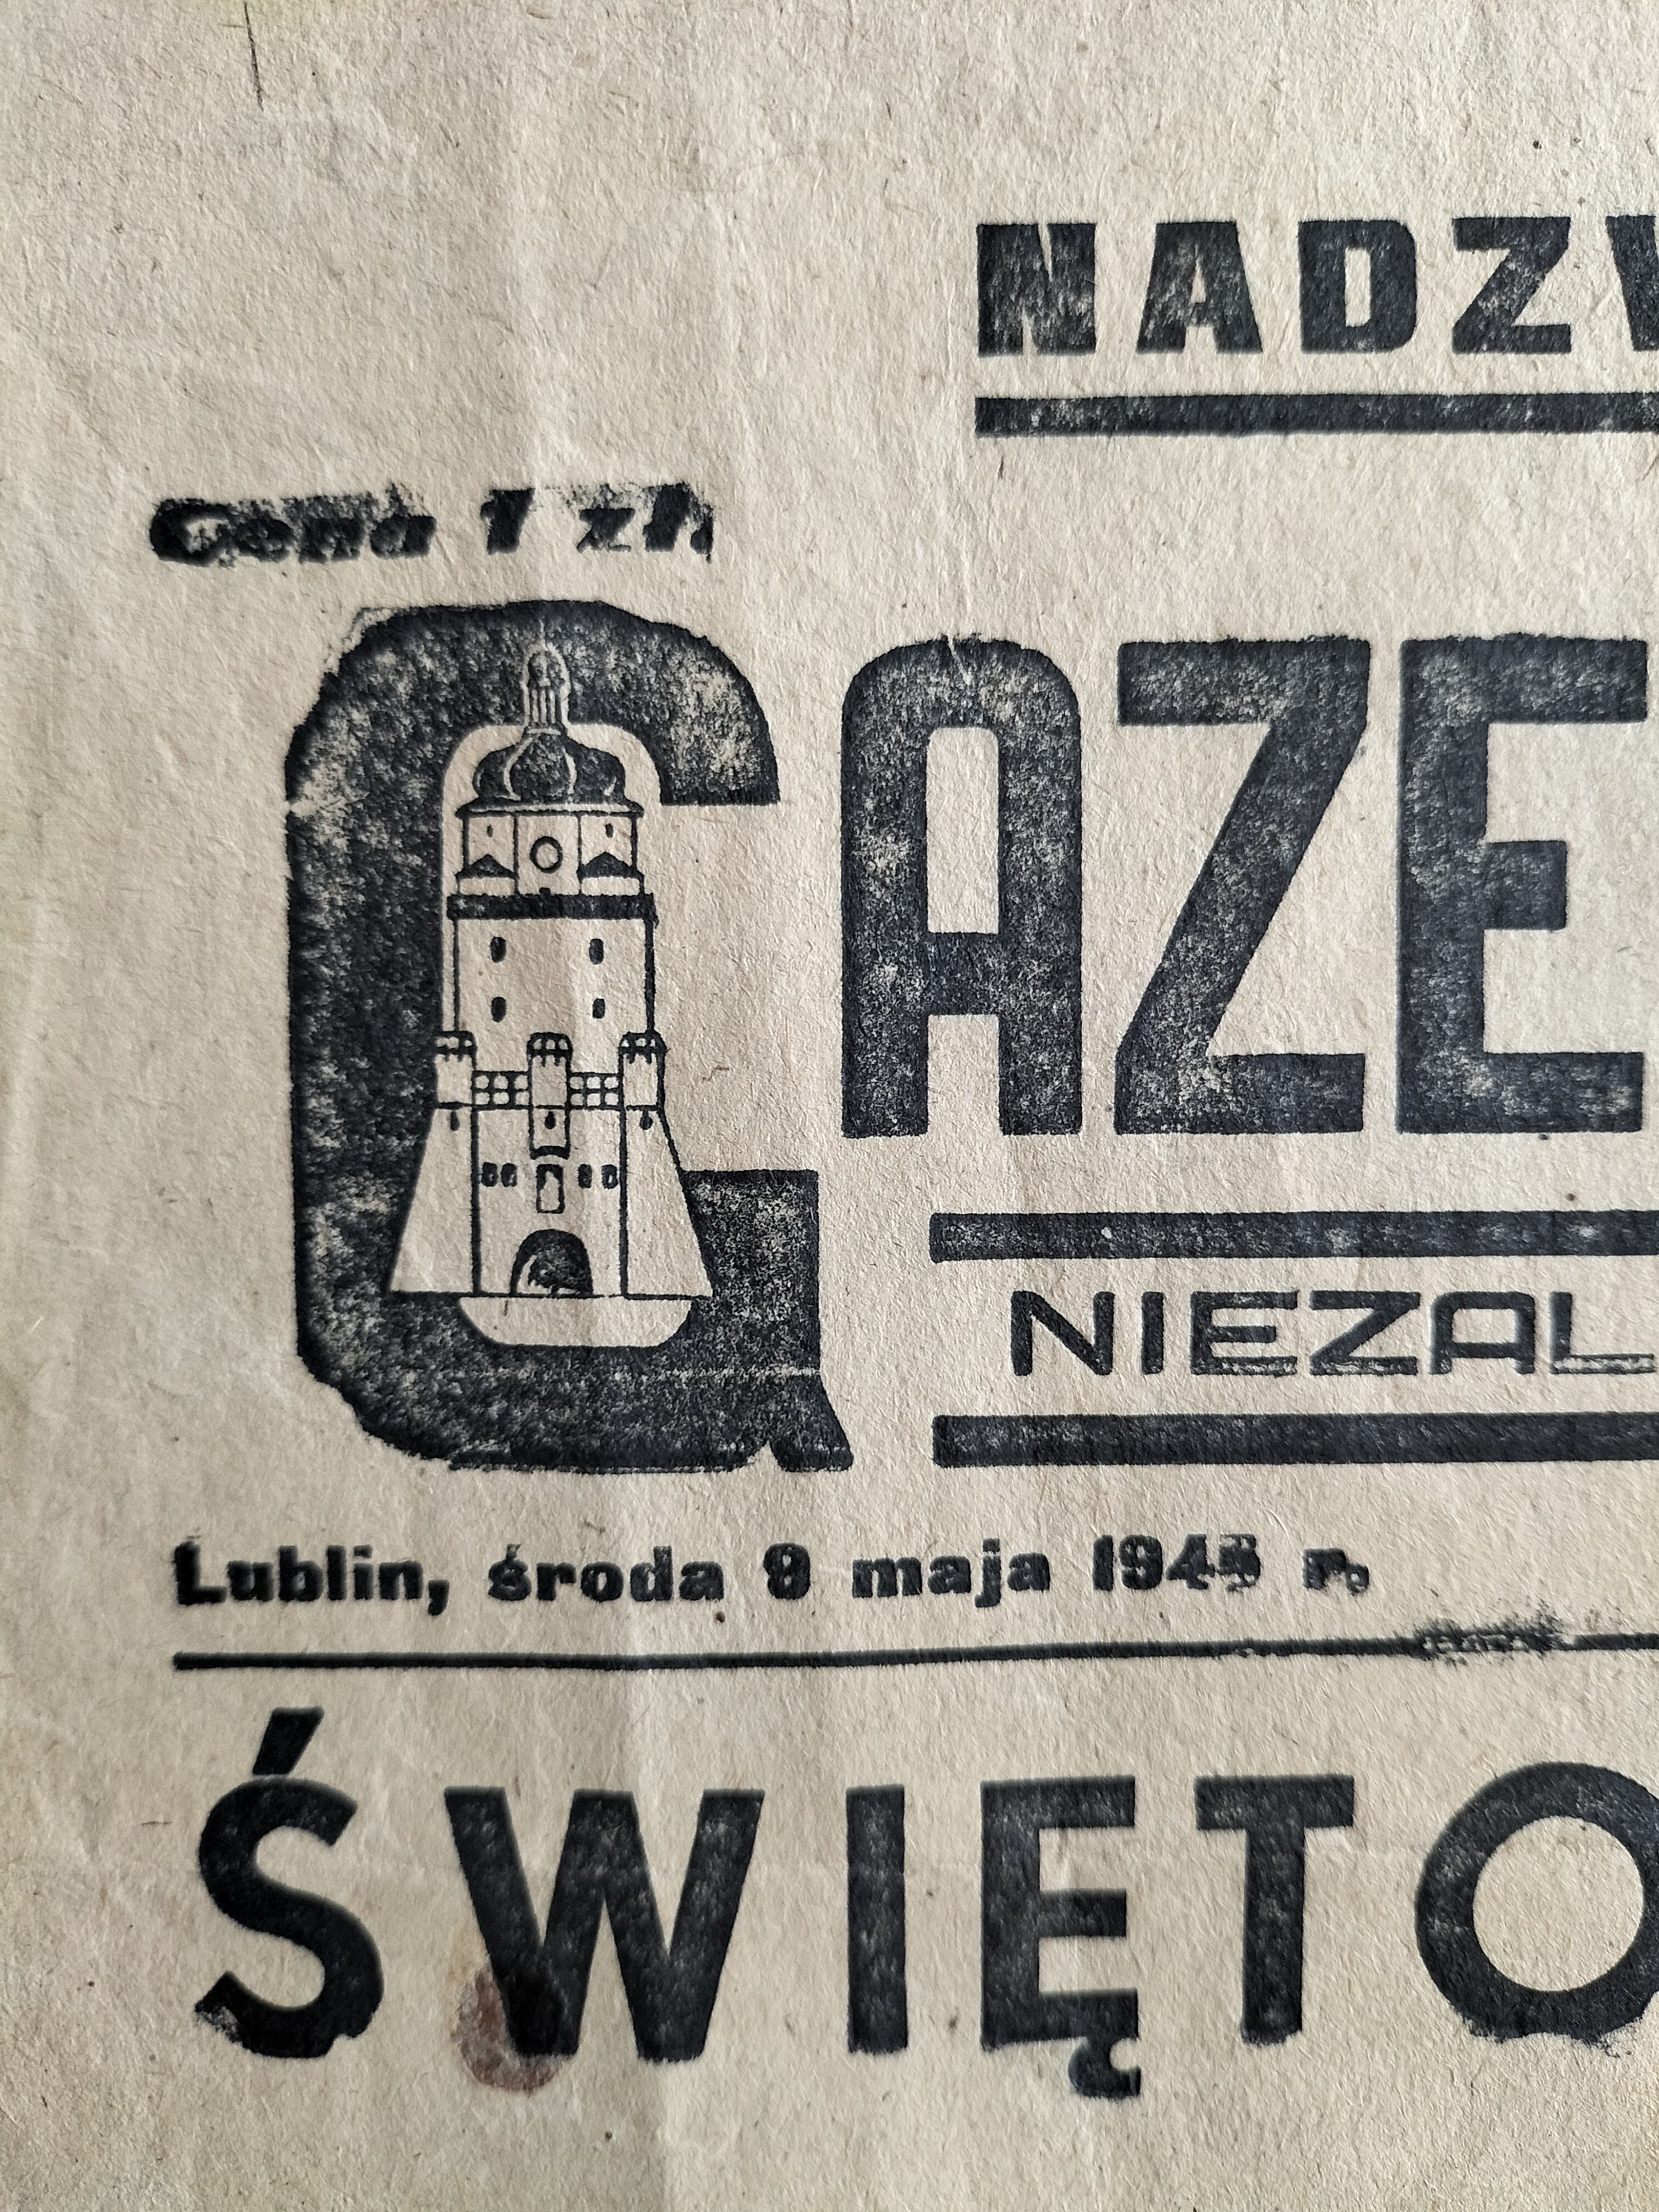 NADZW
Cena 1 zł.
GAZE
NIEZAL
Lublin, środa 9 maja 1945 r.
ŚWIĘTO